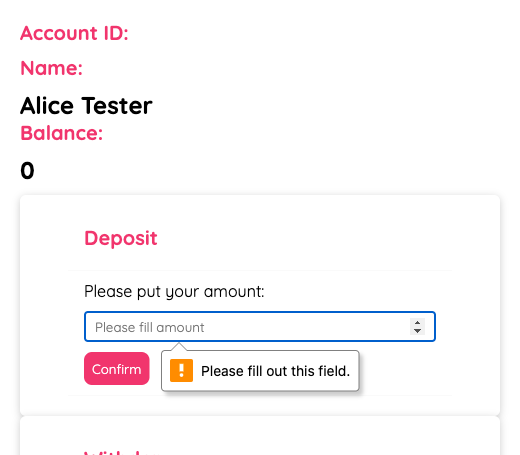 Account ID:
Name:
Alice Tester
Balance:
0
Deposit
Please put your amount:
Please fill amount
Confirm
Please fill out this field.